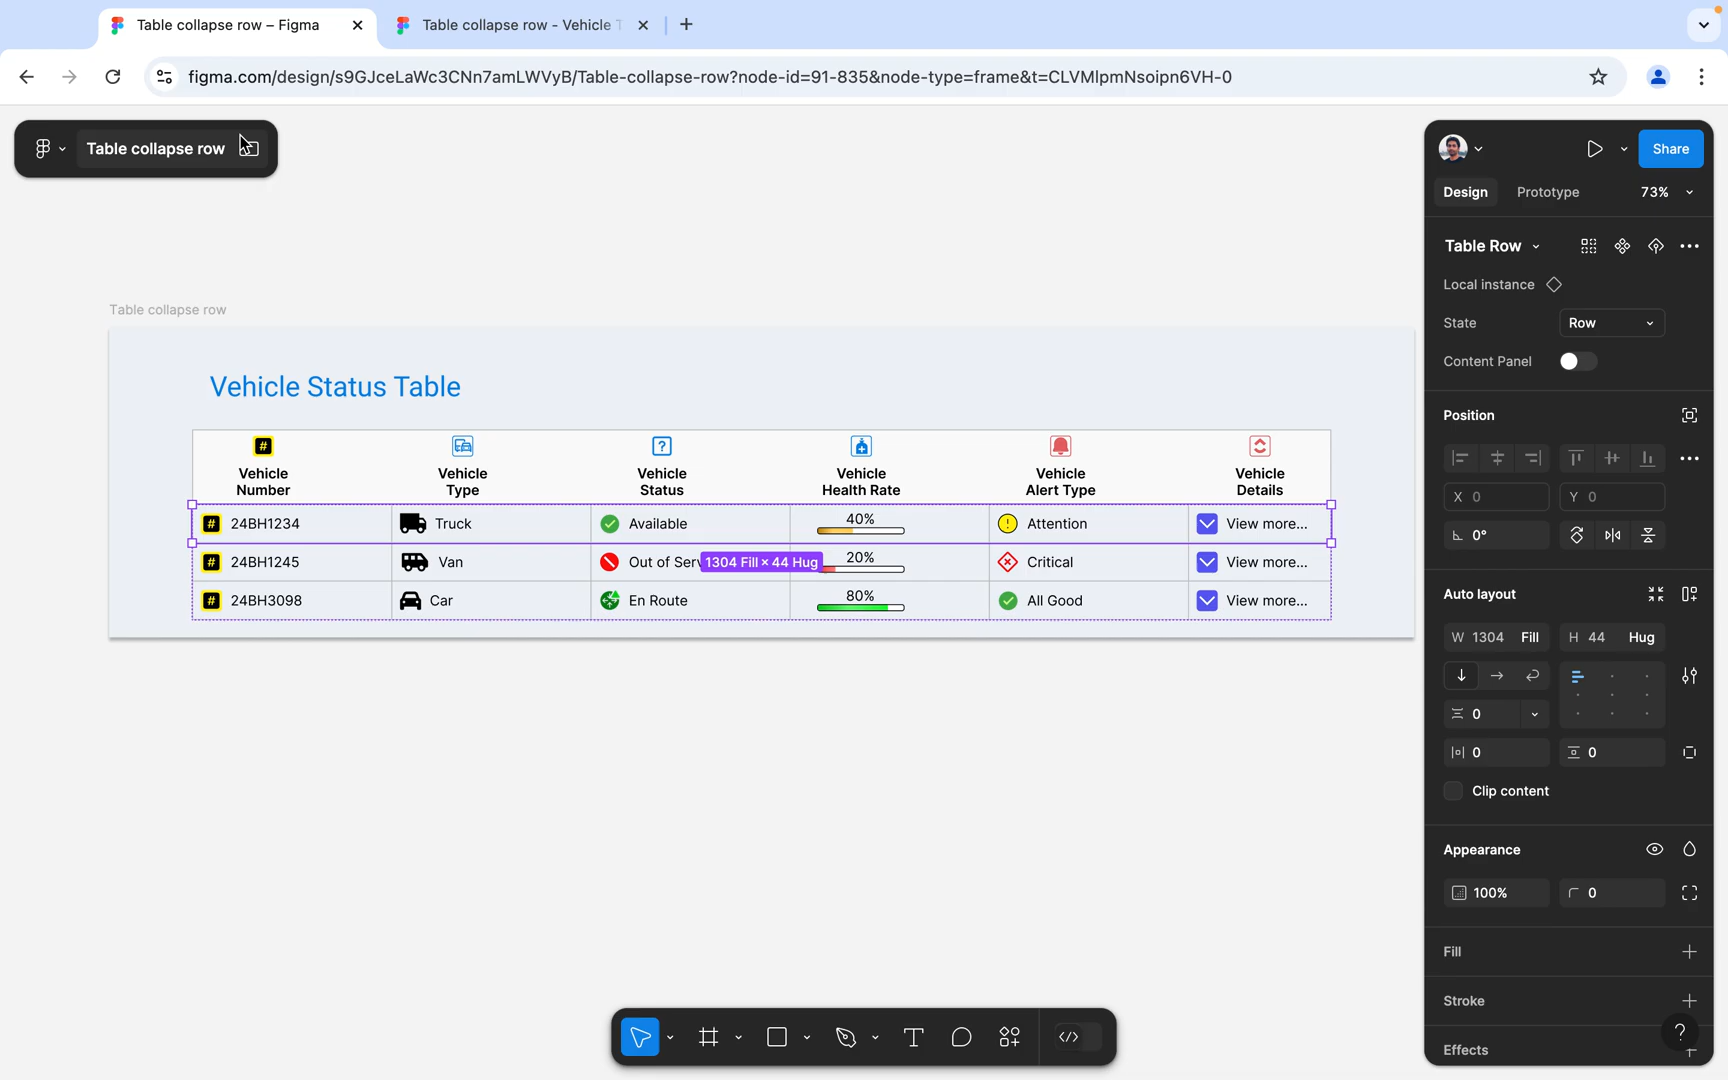 Table collapse row – Figma
Table collapse row - Vehicle
figma.com/design/s9GJceLaWc3CNn7amLWVyB/Table-collapse-row?node-id=91-835&node-type=frame&t=CLVMlpmNsoipn6VH-0
Table collapse row
Share
Design
Prototype
73%
Table Row
Local instance
State
Row
Content Panel
Position
X 0
Y 0
0°
Auto layout
W 1304 Fill
H 44 Hug
0
0
0
Clip content
Appearance
100%
0
Fill
Stroke
Effects
?
Table collapse row
Vehicle Status Table
#
?
Vehicle
Number
Vehicle
Type
Vehicle
Status
Vehicle
Health Rate
Vehicle
Alert Type
Vehicle
Details
# 24BH1234 Truck Available 40% ! Attention View more...
# 24BH1245 Van Out of Serv 20% Critical View more...
1304 Fill × 44 Hug
# 24BH3098 Car En Route 80% All Good View more...